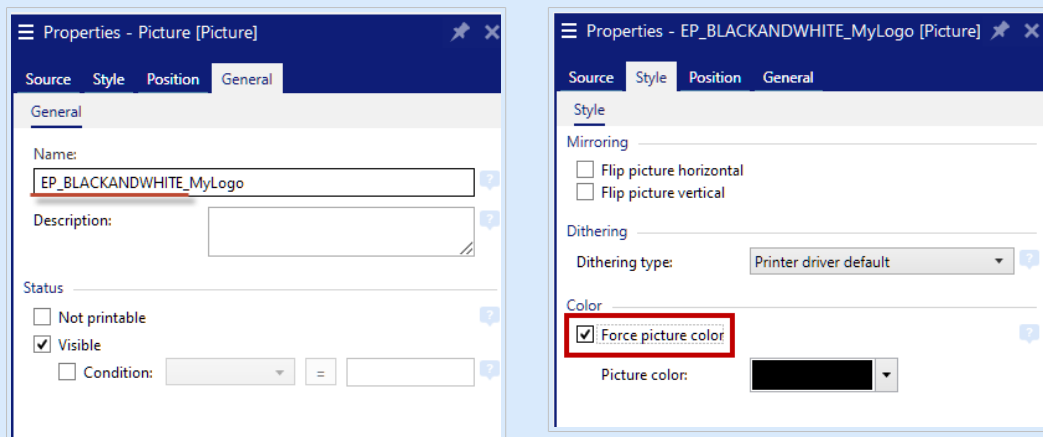 Properties - Picture [Picture]
Source Style Position General
General
Name:
EP_BLACKANDWHITE_MyLogo
Description:
Status
Not printable
Visible
Condition: =
Properties - EP_BLACKANDWHITE_MyLogo [Picture]
Source Style Position General
Style
Mirroring
Flip picture horizontal
Flip picture vertical
Dithering
Dithering type: Printer driver default
Color
Force picture color
Picture color: